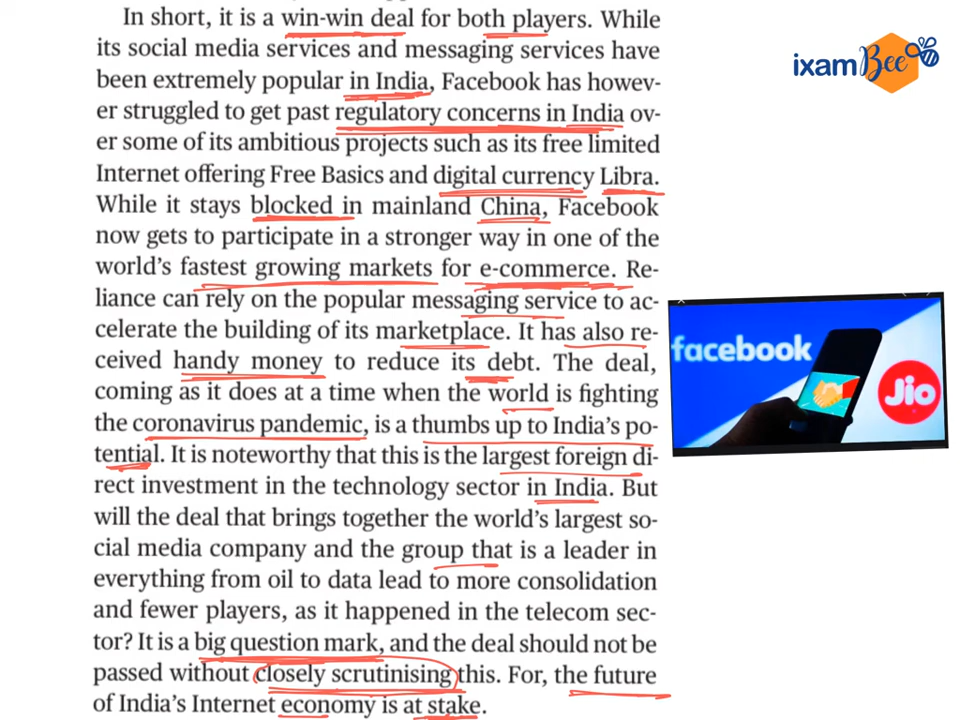 In short, it is a win-win deal for both players. While
its social media services and messaging services have
been extremely popular in India, Facebook has howev-
er struggled to get past regulatory concerns in India ov-
er some of its ambitious projects such as its free limited
Internet offering Free Basics and digital currency Libra.
While it stays blocked in mainland China, Facebook
now gets to participate in a stronger way in one of the
world's fastest growing markets for e-commerce. Re-
liance can rely on the popular messaging service to ac-
celerate the building of its marketplace. It has also re-
ceived handy money to reduce its debt. The deal,
coming as it does at a time when the world is fighting
the coronavirus pandemic, is a thumbs up to India's po-
tential. It is noteworthy that this is the largest foreign di-
rect investment in the technology sector in India. But
will the deal that brings together the world's largest so-
cial media company and the group that is a leader in
everything from oil to data lead to more consolidation
and fewer players, as it happened in the telecom sec-
tor? It is a big question mark, and the deal should not be
passed without closely scrutinising this. For, the future
of India's Internet economy is at stake.
ixamBee
facebook
Jio